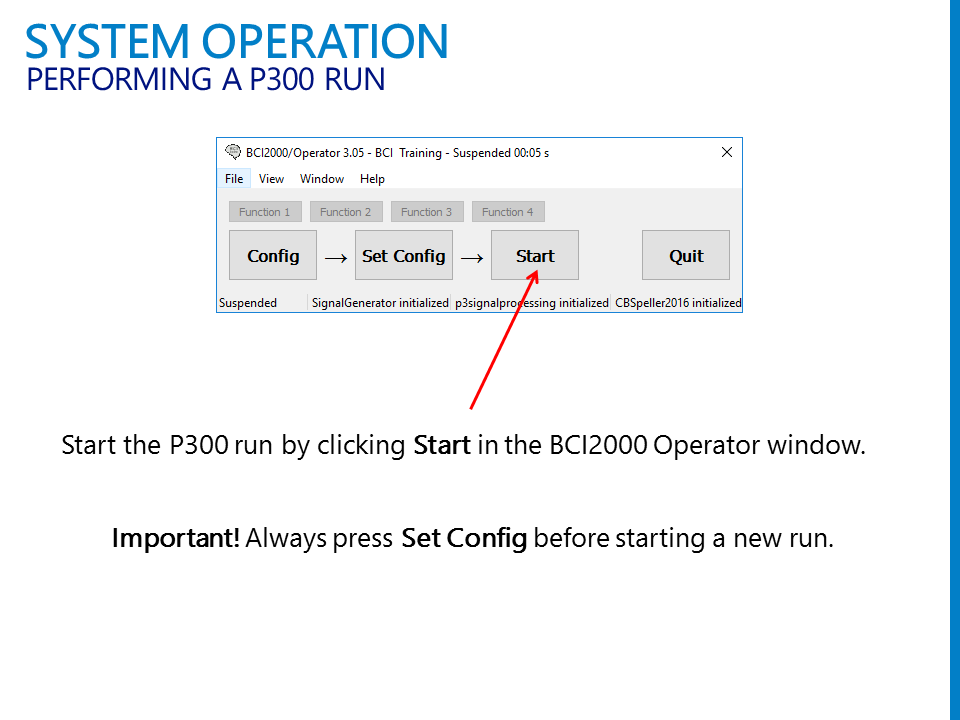 SYSTEM OPERATION
PERFORMING A P300 RUN
BCI2000/Operator 3.05 - BCI  Training - Suspended 00:05 s
File View Window Help
Function 1 Function 2 Function 3 Function 4
Config → Set Config → Start Quit
Suspended SignalGenerator initialized p3signalprocessing initialized CBSpeller2016 initialized
Start the P300 run by clicking Start in the BCI2000 Operator window.
Important! Always press Set Config before starting a new run.